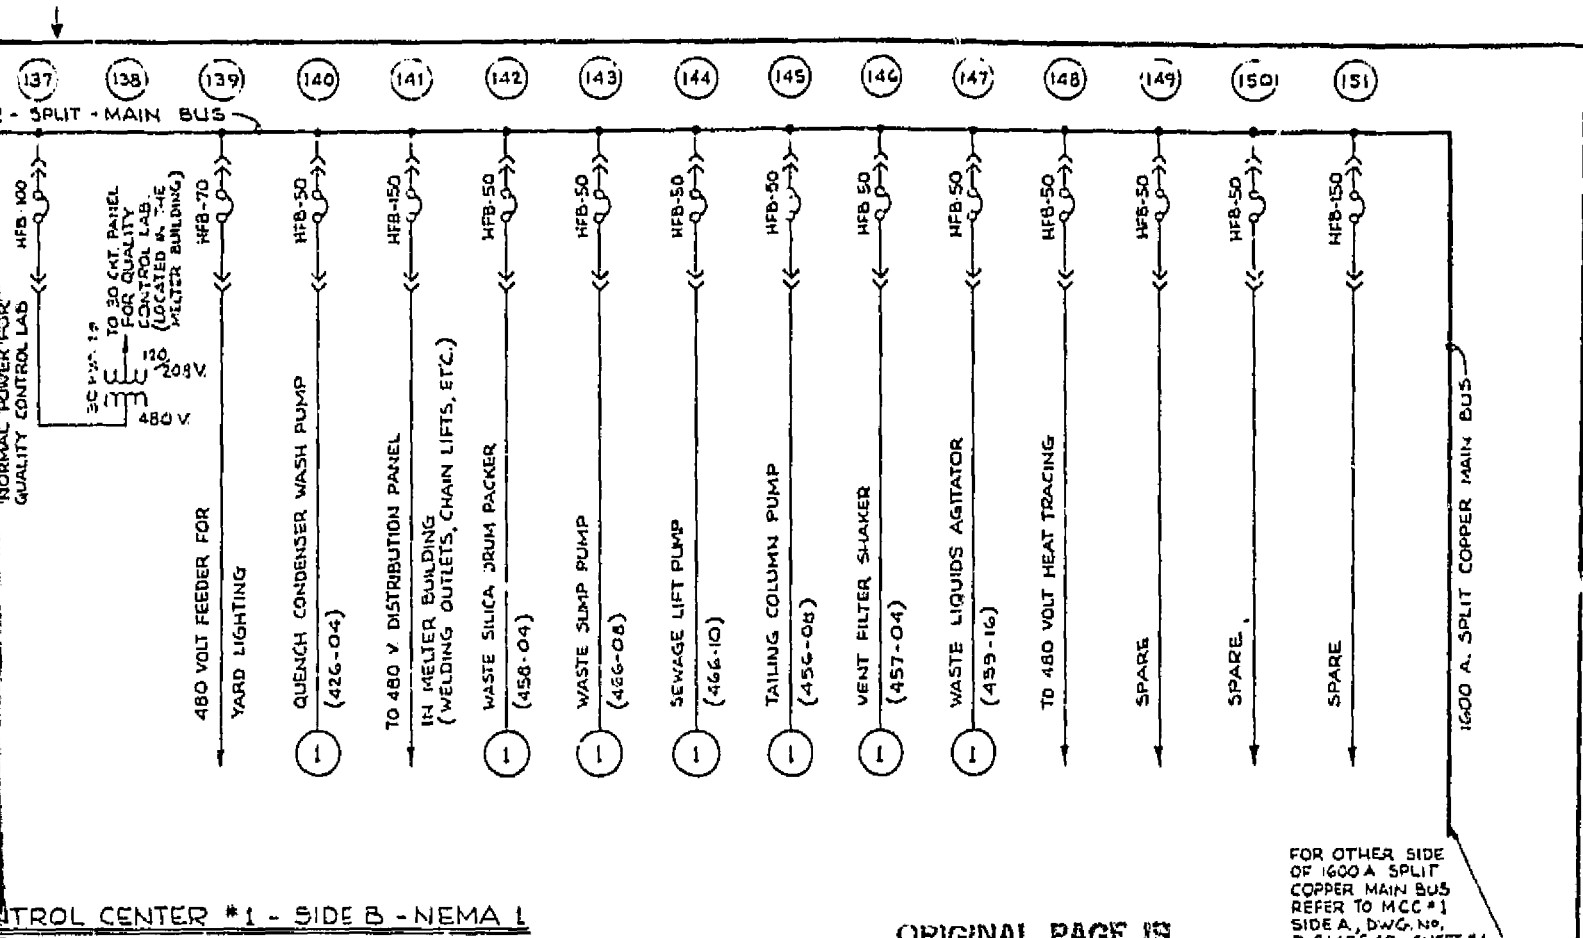 137
138
139
140
141
142
143
144
145
146
147
148
149
150
151
- SPLIT - MAIN BUS
HFB-100
HFB-70
HFB-50
HFB-150
HFB-50
HFB-50
HFB-50
HFB-50
HFB 50
HFB-50
HFB-50
HFB-50
HFB-50
HFB-150
NORMAL POWER FOR
QUALITY CONTROL LAB
TO 30 CKT. PANEL
FOR QUALITY
CONTROL LAB.
(LOCATED IN THE
MELTER BUILDING)
30
120
208V.
480 V.
480 VOLT FEEDER FOR
YARD LIGHTING
QUENCH CONDENSER WASH PUMP
(426-04)
1
TO 480 V. DISTRIBUTION PANEL
IN MELTER BUILDING
(WELDING OUTLETS, CHAIN LIFTS, ETC.)
WASTE SILICA DRUM PACKER
(458-04)
1
WASTE SUMP PUMP
(466-08)
1
SEWAGE LIFT PUMP
(466-10)
1
TAILING COLUMN PUMP
(456-08)
1
VENT FILTER SHAKER
(457-04)
1
WASTE LIQUIDS AGITATOR
(459-16)
1
TO 480 VOLT HEAT TRACING
SPARE
SPARE
SPARE
1600 A. SPLIT COPPER MAIN BUS
FOR OTHER SIDE
OF 1600 A SPLIT
COPPER MAIN BUS
REFER TO MCC #1
SIDE A, DWG. NO.
NTROL CENTER #1 - SIDE B - NEMA 1
ORIGINAL PAGE IS